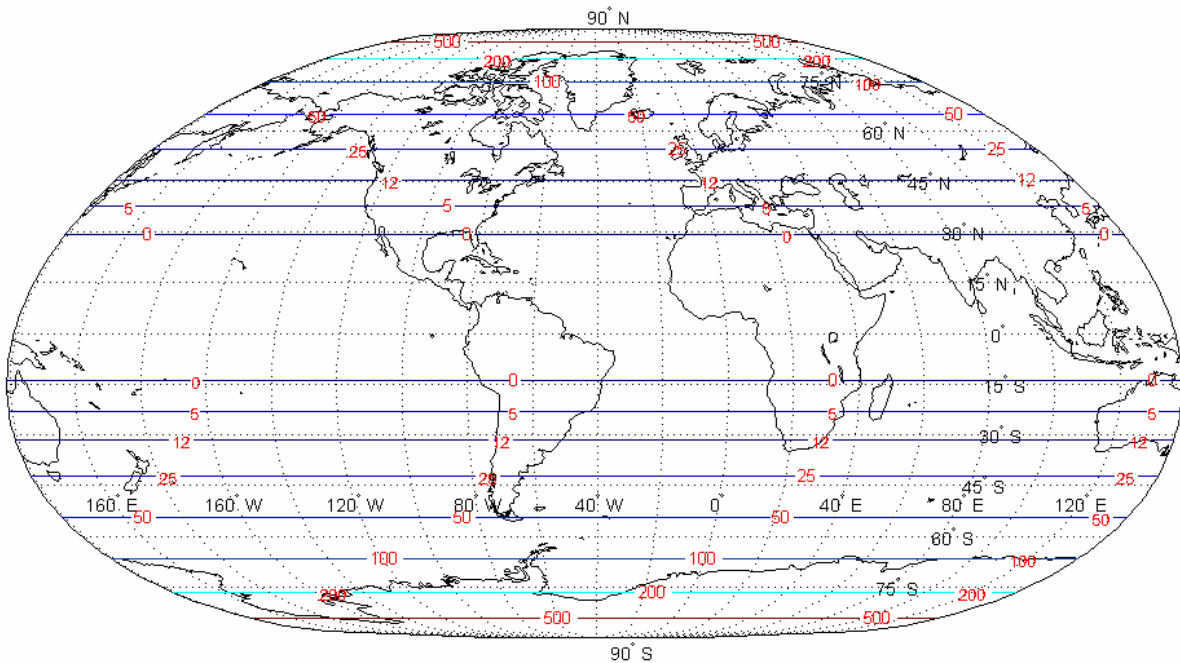 90° N
500 500
200 200
100 75° N 100
50 50 50
60° N
25 25 25
12 12 45° N 12
5 5 5 5
0 0 0 30° N 0
15° N
0°
0 0 0 15° S 0
5 5 5 5
12 12 12 30° S 12
25 25 25 45° S 25
160° E 160° W 120° W 80° W 40° W 0° 40° E 80° E 120° E
50 50 50 50
60° S
100 100 100
200 200 75° S 200
500 500
90° S